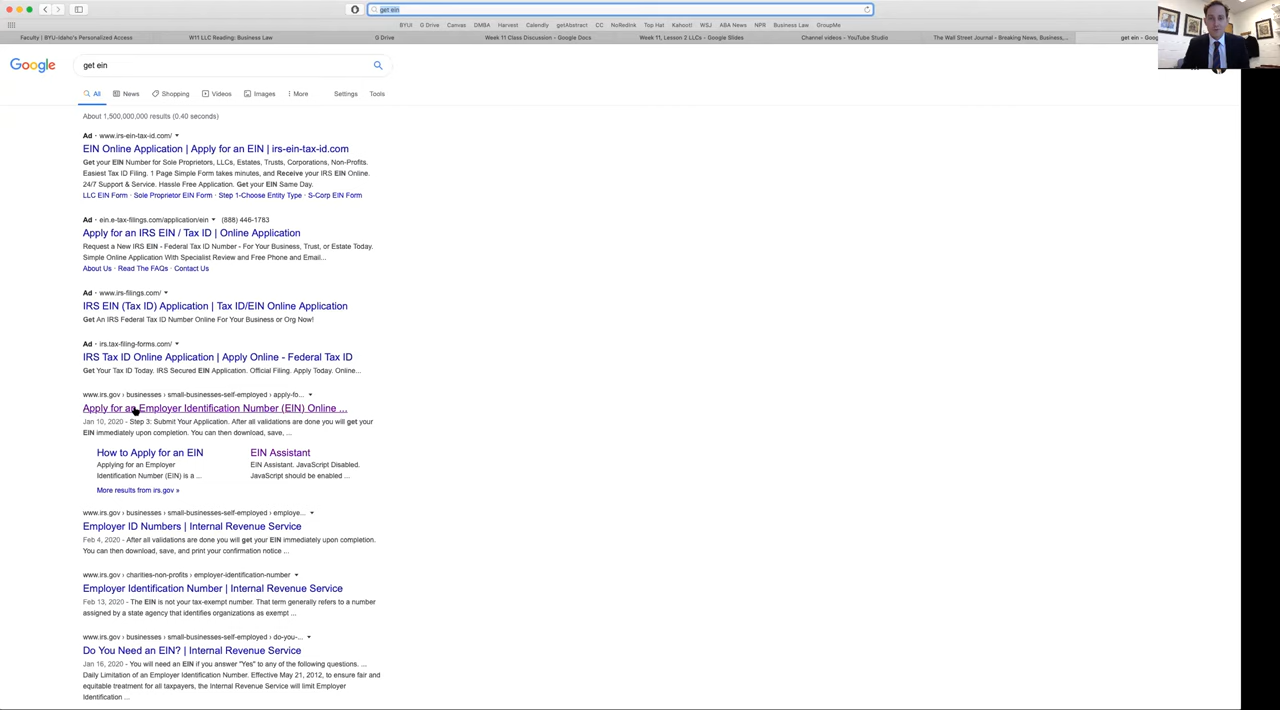 get ein
BYUI G Drive Canvas DMBA Harvest Calendly getAbstract CC NoRedInk Top Hat Kahoot! WSJ ABA News NPR Business Law GroupMe
Faculty | BYU-Idaho's Personalized Access W11 LLC Reading: Business Law G Drive Week 11 Class Discussion - Google Docs Week 11, Lesson 2 LLCs - Google Slides Channel videos - YouTube Studio The Wall Street Journal - Breaking News, Business,... get ein - Goog
Google get ein
All News Shopping Videos Images More Settings Tools
About 1,500,000,000 results (0.40 seconds)
Ad · www.irs-ein-tax-id.com/
EIN Online Application | Apply for an EIN | irs-ein-tax-id.com
Get your EIN Number for Sole Proprietors, LLCs, Estates, Trusts, Corporations, Non-Profits.
Easiest Tax ID Filing. 1 Page Simple Form takes minutes, and Receive your IRS EIN Online.
24/7 Support & Service. Hassle Free Application. Get your EIN Same Day.
LLC EIN Form · Sole Proprietor EIN Form · Step 1-Choose Entity Type · S-Corp EIN Form
Ad · ein.e-tax-filings.com/application/ein (888) 446-1783
Apply for an IRS EIN / Tax ID | Online Application
Request a New IRS EIN - Federal Tax ID Number - For Your Business, Trust, or Estate Today.
Simple Online Application With Specialist Review and Free Phone and Email...
About Us · Read The FAQs · Contact Us
Ad · www.irs-filings.com/
IRS EIN (Tax ID) Application | Tax ID/EIN Online Application
Get An IRS Federal Tax ID Number Online For Your Business or Org Now!
Ad · irs.tax-filing-forms.com/
IRS Tax ID Online Application | Apply Online - Federal Tax ID
Get Your Tax ID Today. IRS Secured EIN Application. Official Filing. Apply Today. Online...
www.irs.gov › businesses › small-businesses-self-employed › apply-fo...
Apply for an Employer Identification Number (EIN) Online ...
Jan 10, 2020 - Step 3: Submit Your Application. After all validations are done you will get your
EIN immediately upon completion. You can then download, save, ...
How to Apply for an EIN EIN Assistant
Applying for an Employer EIN Assistant. JavaScript Disabled.
Identification Number (EIN) is a ... JavaScript should be enabled ...
More results from irs.gov »
www.irs.gov › businesses › small-businesses-self-employed › employe...
Employer ID Numbers | Internal Revenue Service
Feb 4, 2020 - After all validations are done you will get your EIN immediately upon completion.
You can then download, save, and print your confirmation notice ...
www.irs.gov › charities-non-profits › employer-identification-number
Employer Identification Number | Internal Revenue Service
Feb 13, 2020 - The EIN is not your tax-exempt number. That term generally refers to a number
assigned by a state agency that identifies organizations as exempt ...
www.irs.gov › businesses › small-businesses-self-employed › do-you-...
Do You Need an EIN? | Internal Revenue Service
Jan 16, 2020 - You will need an EIN if you answer "Yes" to any of the following questions. ...
Daily Limitation of an Employer Identification Number. Effective May 21, 2012, to ensure fair and
equitable treatment for all taxpayers, the Internal Revenue Service will limit Employer
Identification ...